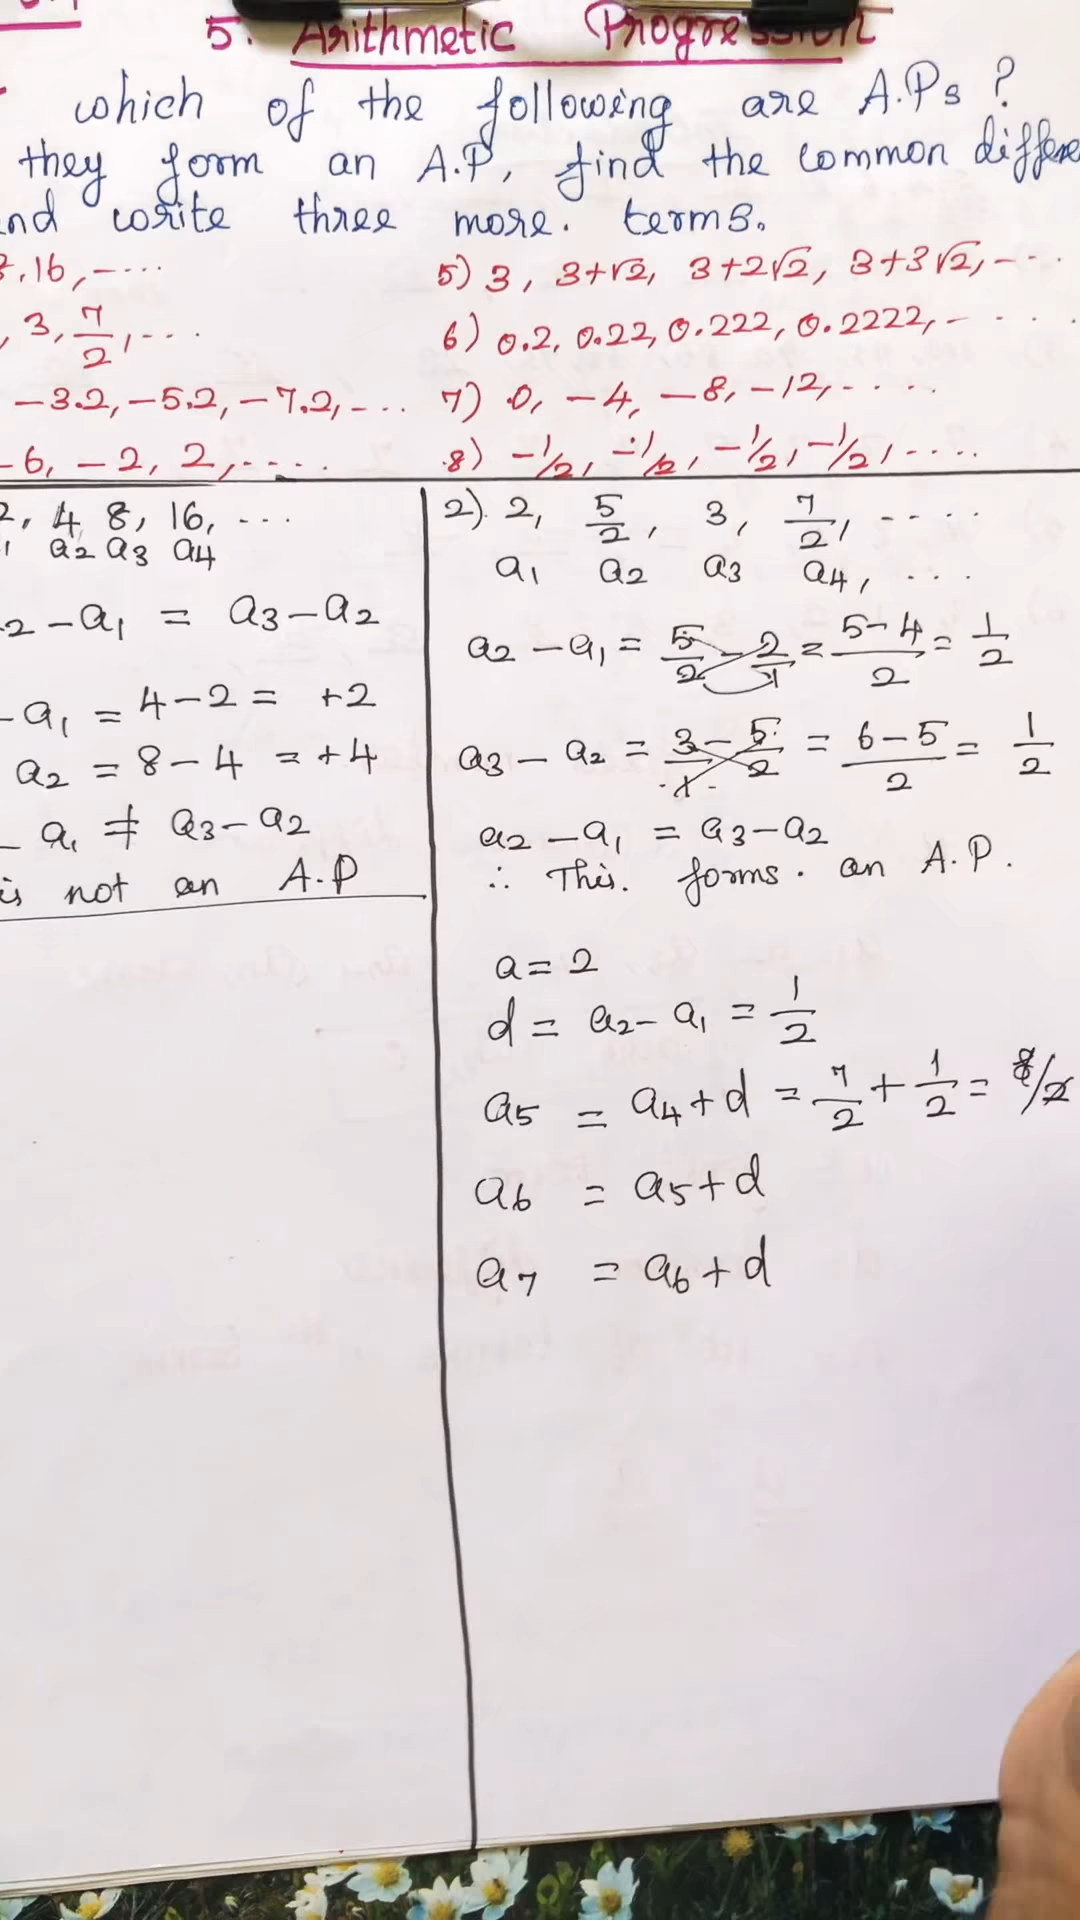 5. Arithmetic Progression
which of the following are A.Ps ?
they form an A.P, find the common differe
nd write three more. terms.
,16, -....
, 3, 7/2, ...
-3.2, -5.2, -7.2, ...
-6, -2, 2, ....
5) 3, 3+√2, 3+2√2, 3+3√2, -...
6) 0.2, 0.22, 0.222, 0.2222, - ....
7) 0, -4, -8, -12, ....
8) -1/2, -1/2, -1/2, -1/2, ....
2, 4, 8, 16, ...
a2 a3 a4
2 - a1 = a3 - a2
- a1 = 4 - 2 = +2
a2 = 8 - 4 = +4
- a1 ≠ a3 - a2
is not an A.P
2). 2, 5/2, 3, 7/2, ....
a1 a2 a3 a4, ...
a2 - a1 = 5/2 - 2/1 = 5-4/2 = 1/2
a3 - a2 = 3/1 - 5/2 = 6-5/2 = 1/2
a2 - a1 = a3 - a2
∴ This. forms. an A.P.
a = 2
d = a2 - a1 = 1/2
a5 = a4 + d = 7/2 + 1/2 = 8/2
a6 = a5 + d
a7 = a6 + d